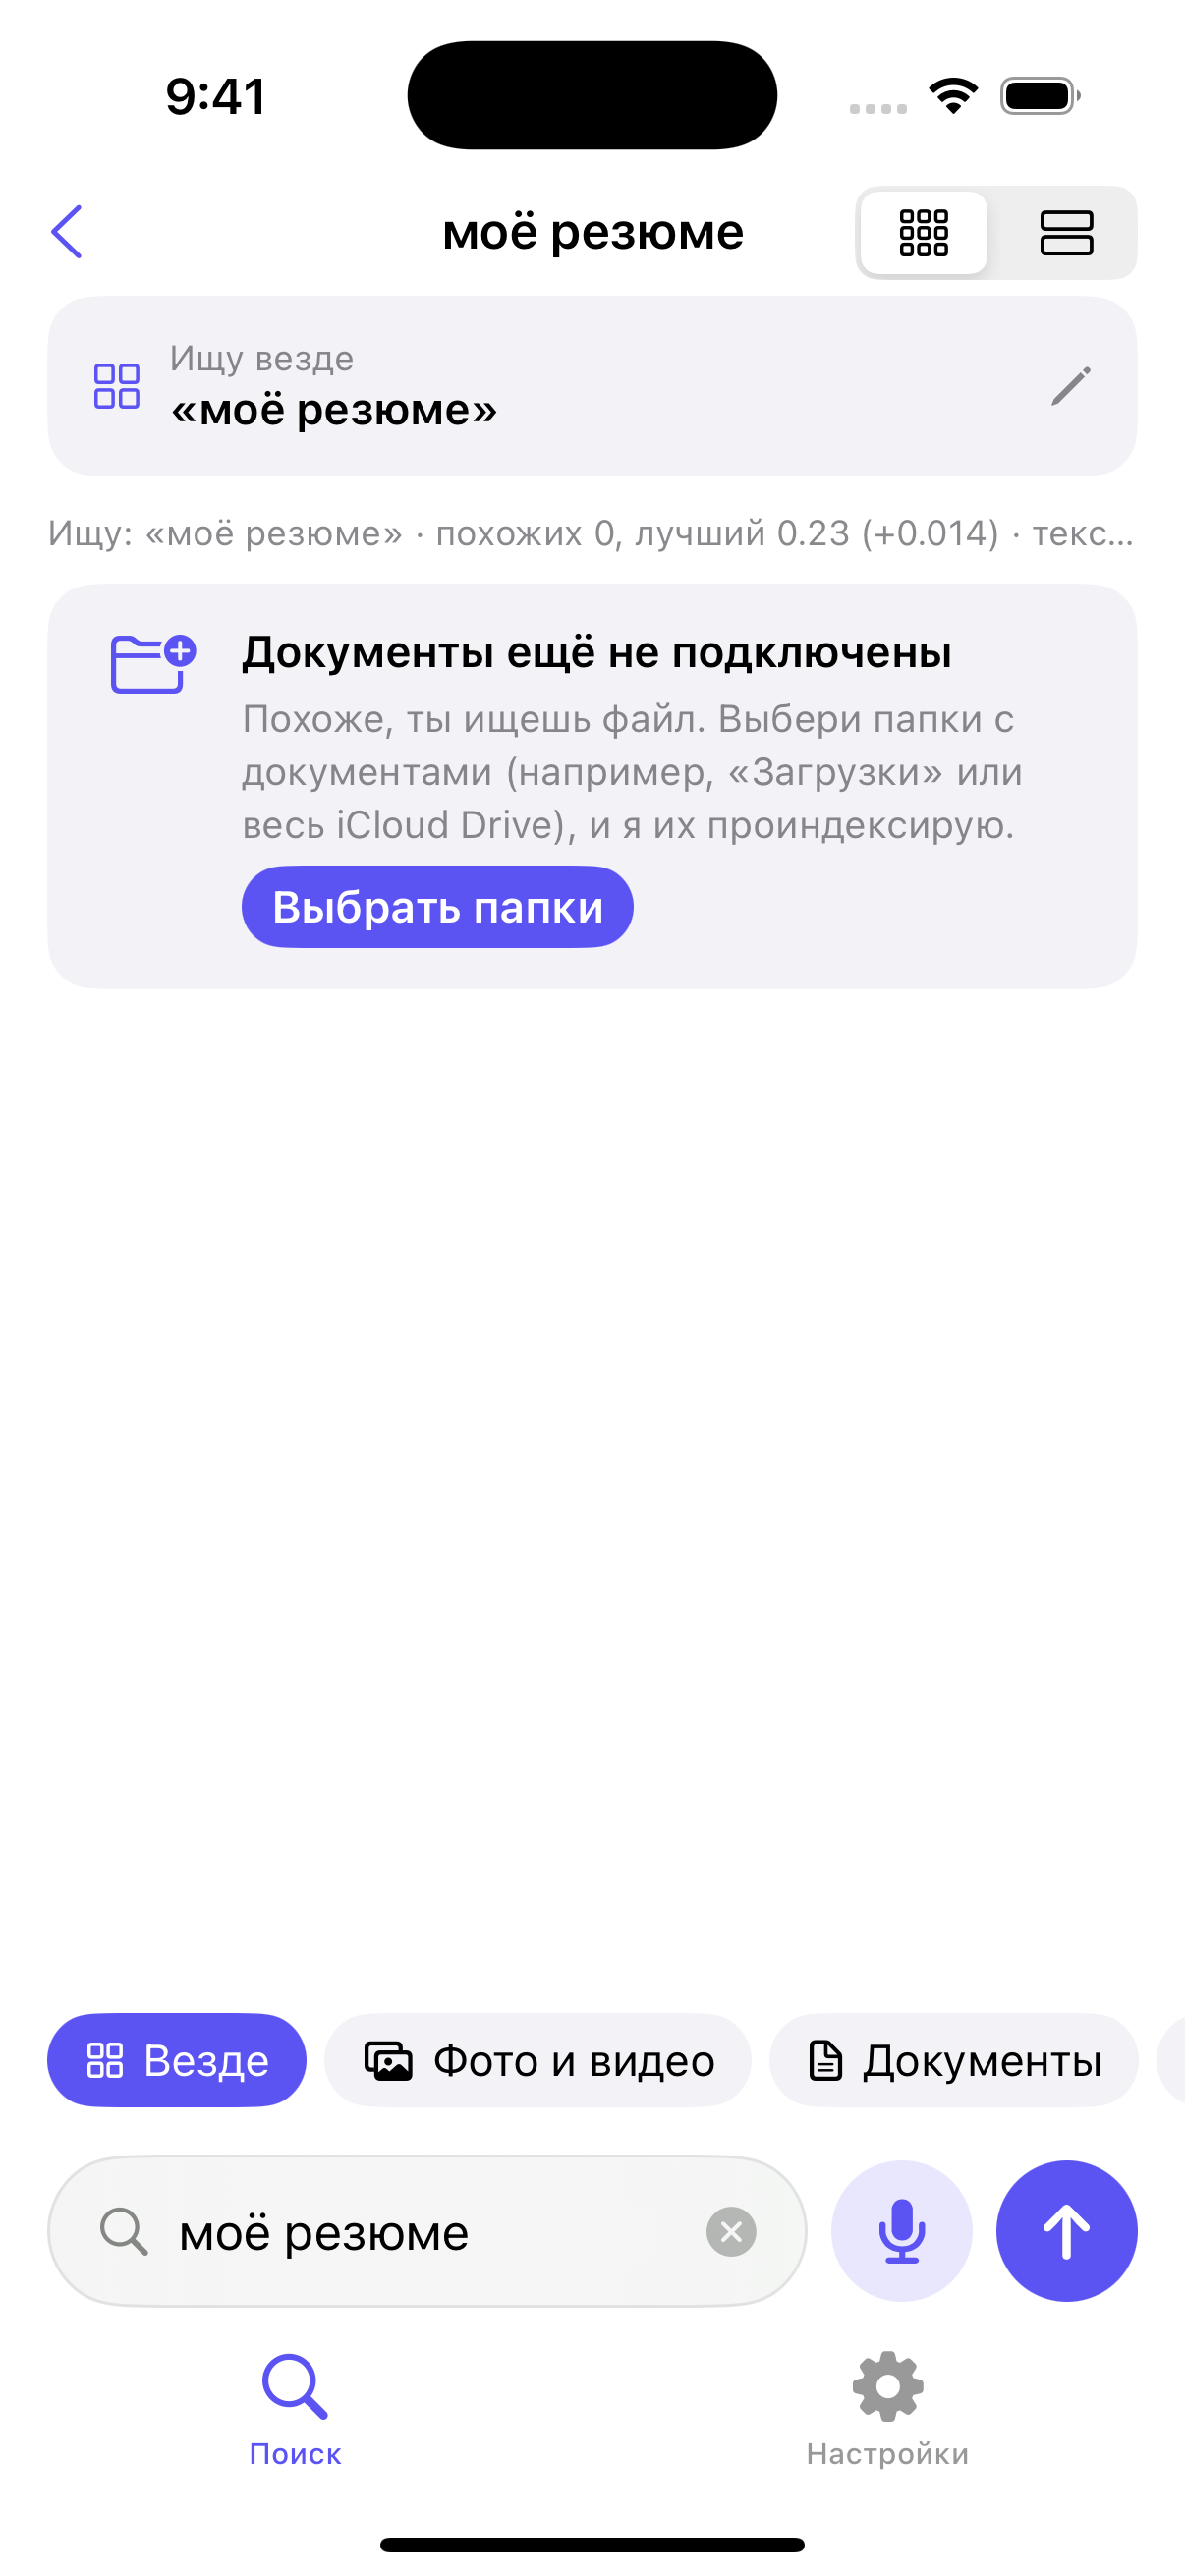 9:41
моё резюме
Ищу везде
«моё резюме»
Ищу: «моё резюме» · похожих 0, лучший 0.23 (+0.014) · текс...
Документы ещё не подключены
Похоже, ты ищешь файл. Выбери папки с
документами (например, «Загрузки» или
весь iCloud Drive), и я их проиндексирую.
Выбрать папки
Везде
Фото и видео
Документы
моё резюме
Поиск
Настройки